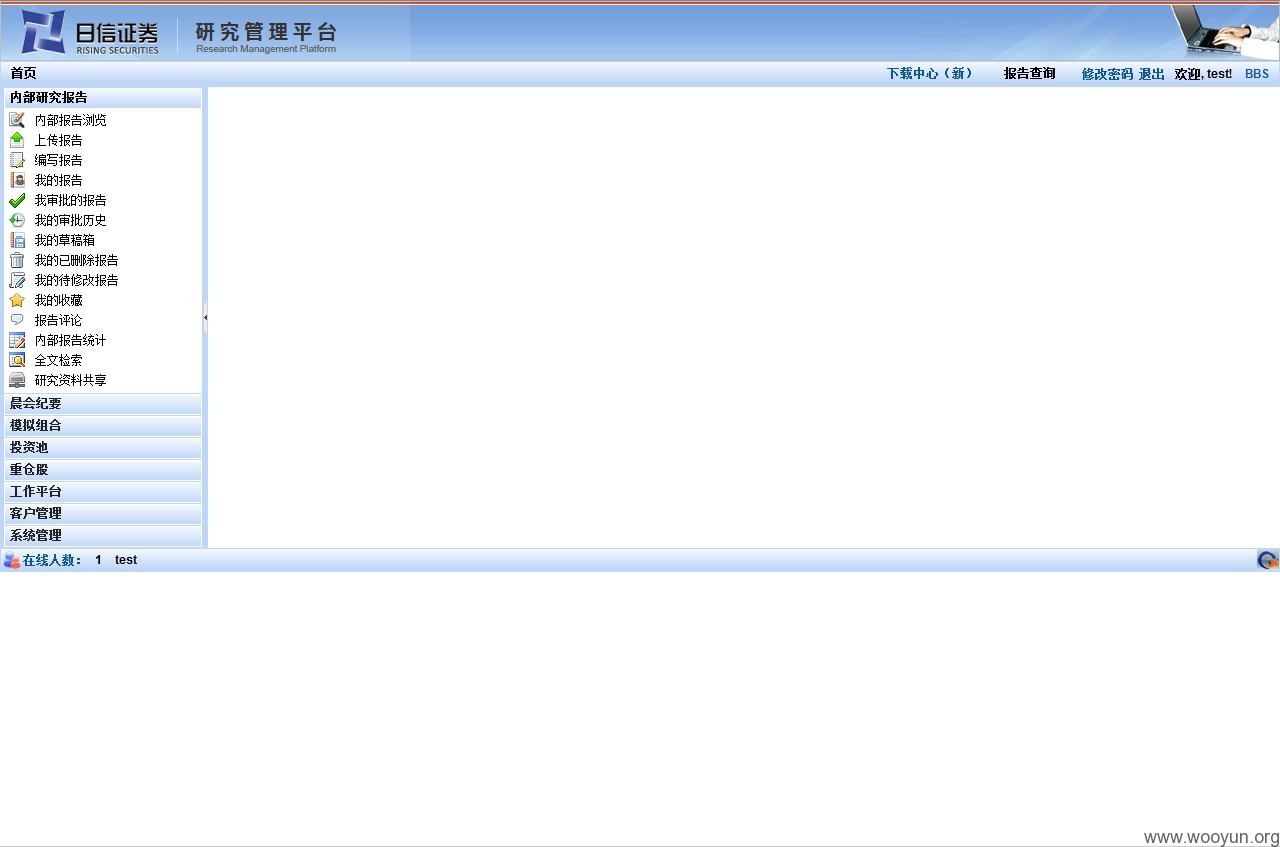 日信证券
RISING SECURITIES
研究管理平台
Research Management Platform
首页
下载中心(新) 报告查询 修改密码 退出 欢迎, test! BBS
内部研究报告
内部报告浏览
上传报告
编写报告
我的报告
我审批的报告
我的审批历史
我的草稿箱
我的已删除报告
我的待修改报告
我的收藏
报告评论
内部报告统计
全文检索
研究资料共享
晨会纪要
模拟组合
投资池
重仓股
工作平台
客户管理
系统管理
在线人数: 1 test
www.wooyun.org